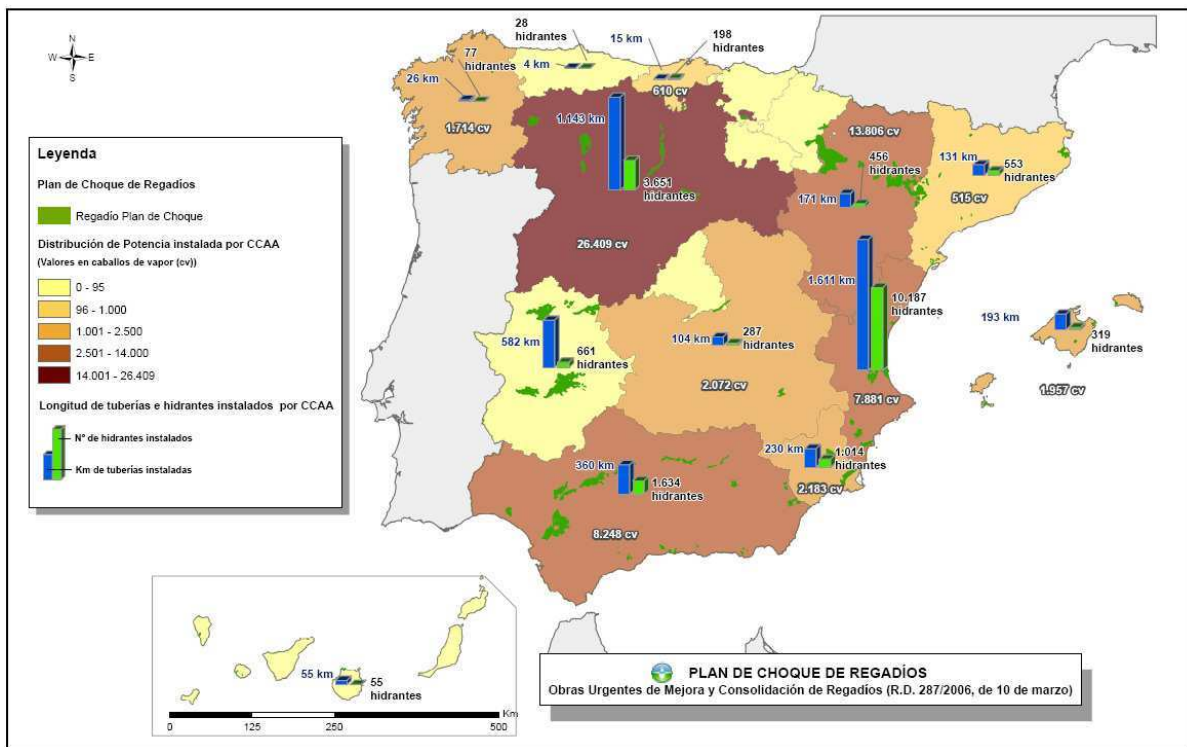 N
W E
S
28
hidrantes
15 km
198
hidrantes
77
hidrantes
4 km
26 km
610 cv
1.714 cv
1.143 km
13.806 cv
456
hidrantes
131 km
553
hidrantes
3.651
hidrantes
171 km
515 cv
26.409 cv
1.611 km
10.187
hidrantes
193 km
319
hidrantes
582 km
661
hidrantes
104 km
287
hidrantes
2.072 cv
7.881 cv
1.957 cv
230 km
1.014
hidrantes
360 km
1.634
hidrantes
2.183 cv
8.248 cv
Leyenda
Plan de Choque de Regadíos
Regadío Plan de Choque
Distribución de Potencia instalada por CCAA
(Valores en caballos de vapor (cv))
0 - 95
96 - 1.000
1.001 - 2.500
2.501 - 14.000
14.001 - 26.409
Longitud de tuberías e hidrantes instalados por CCAA
Nº de hidrantes instalados
Km de tuberías instaladas
55 km
55
hidrantes
Km
0 125 250 500
PLAN DE CHOQUE DE REGADÍOS
Obras Urgentes de Mejora y Consolidación de Regadíos (R.D. 287/2006, de 10 de marzo)